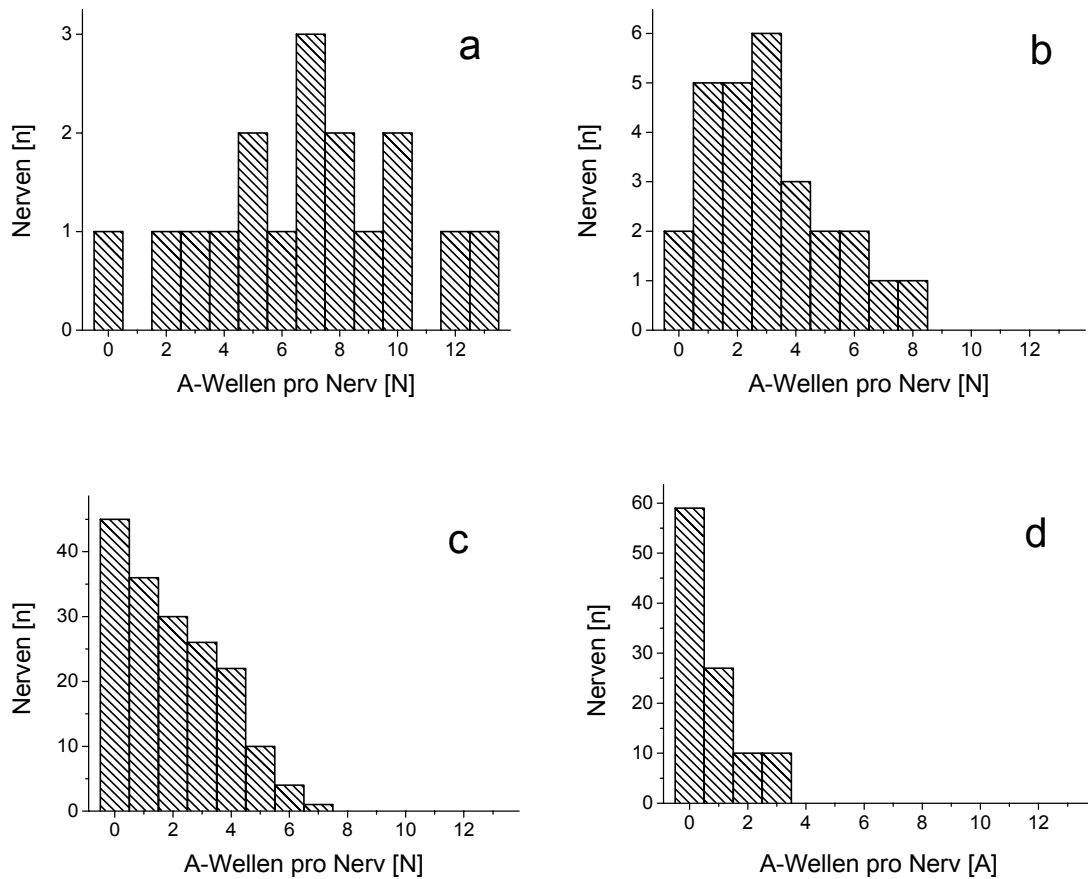 a
3
2
1
0
Nerven [n]
0 2 4 6 8 10 12
A-Wellen pro Nerv [N]
b
6
5
4
3
2
1
0
Nerven [n]
0 2 4 6 8 10 12
A-Wellen pro Nerv [N]
c
40
30
20
10
0
Nerven [n]
0 2 4 6 8 10 12
A-Wellen pro Nerv [N]
d
60
50
40
30
20
10
0
Nerven [n]
0 2 4 6 8 10 12
A-Wellen pro Nerv [A]